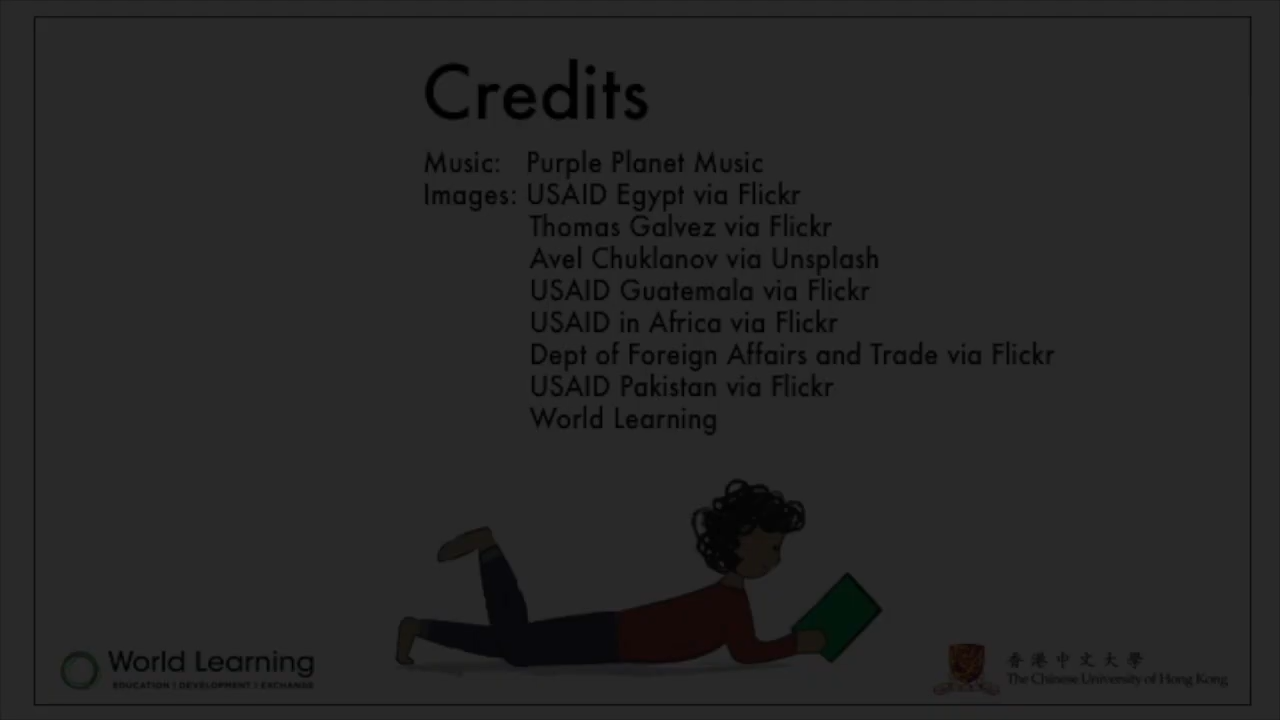 Credits
Music: Purple Planet Music
Images: USAID Egypt via Flickr
Thomas Galvez via Flickr
Avel Chuklanov via Unsplash
USAID Guatemala via Flickr
USAID in Africa via Flickr
Dept of Foreign Affairs and Trade via Flickr
USAID Pakistan via Flickr
World Learning
World Learning
EDUCATION | DEVELOPMENT | EXCHANGE
香港中文大學
The Chinese University of Hong Kong